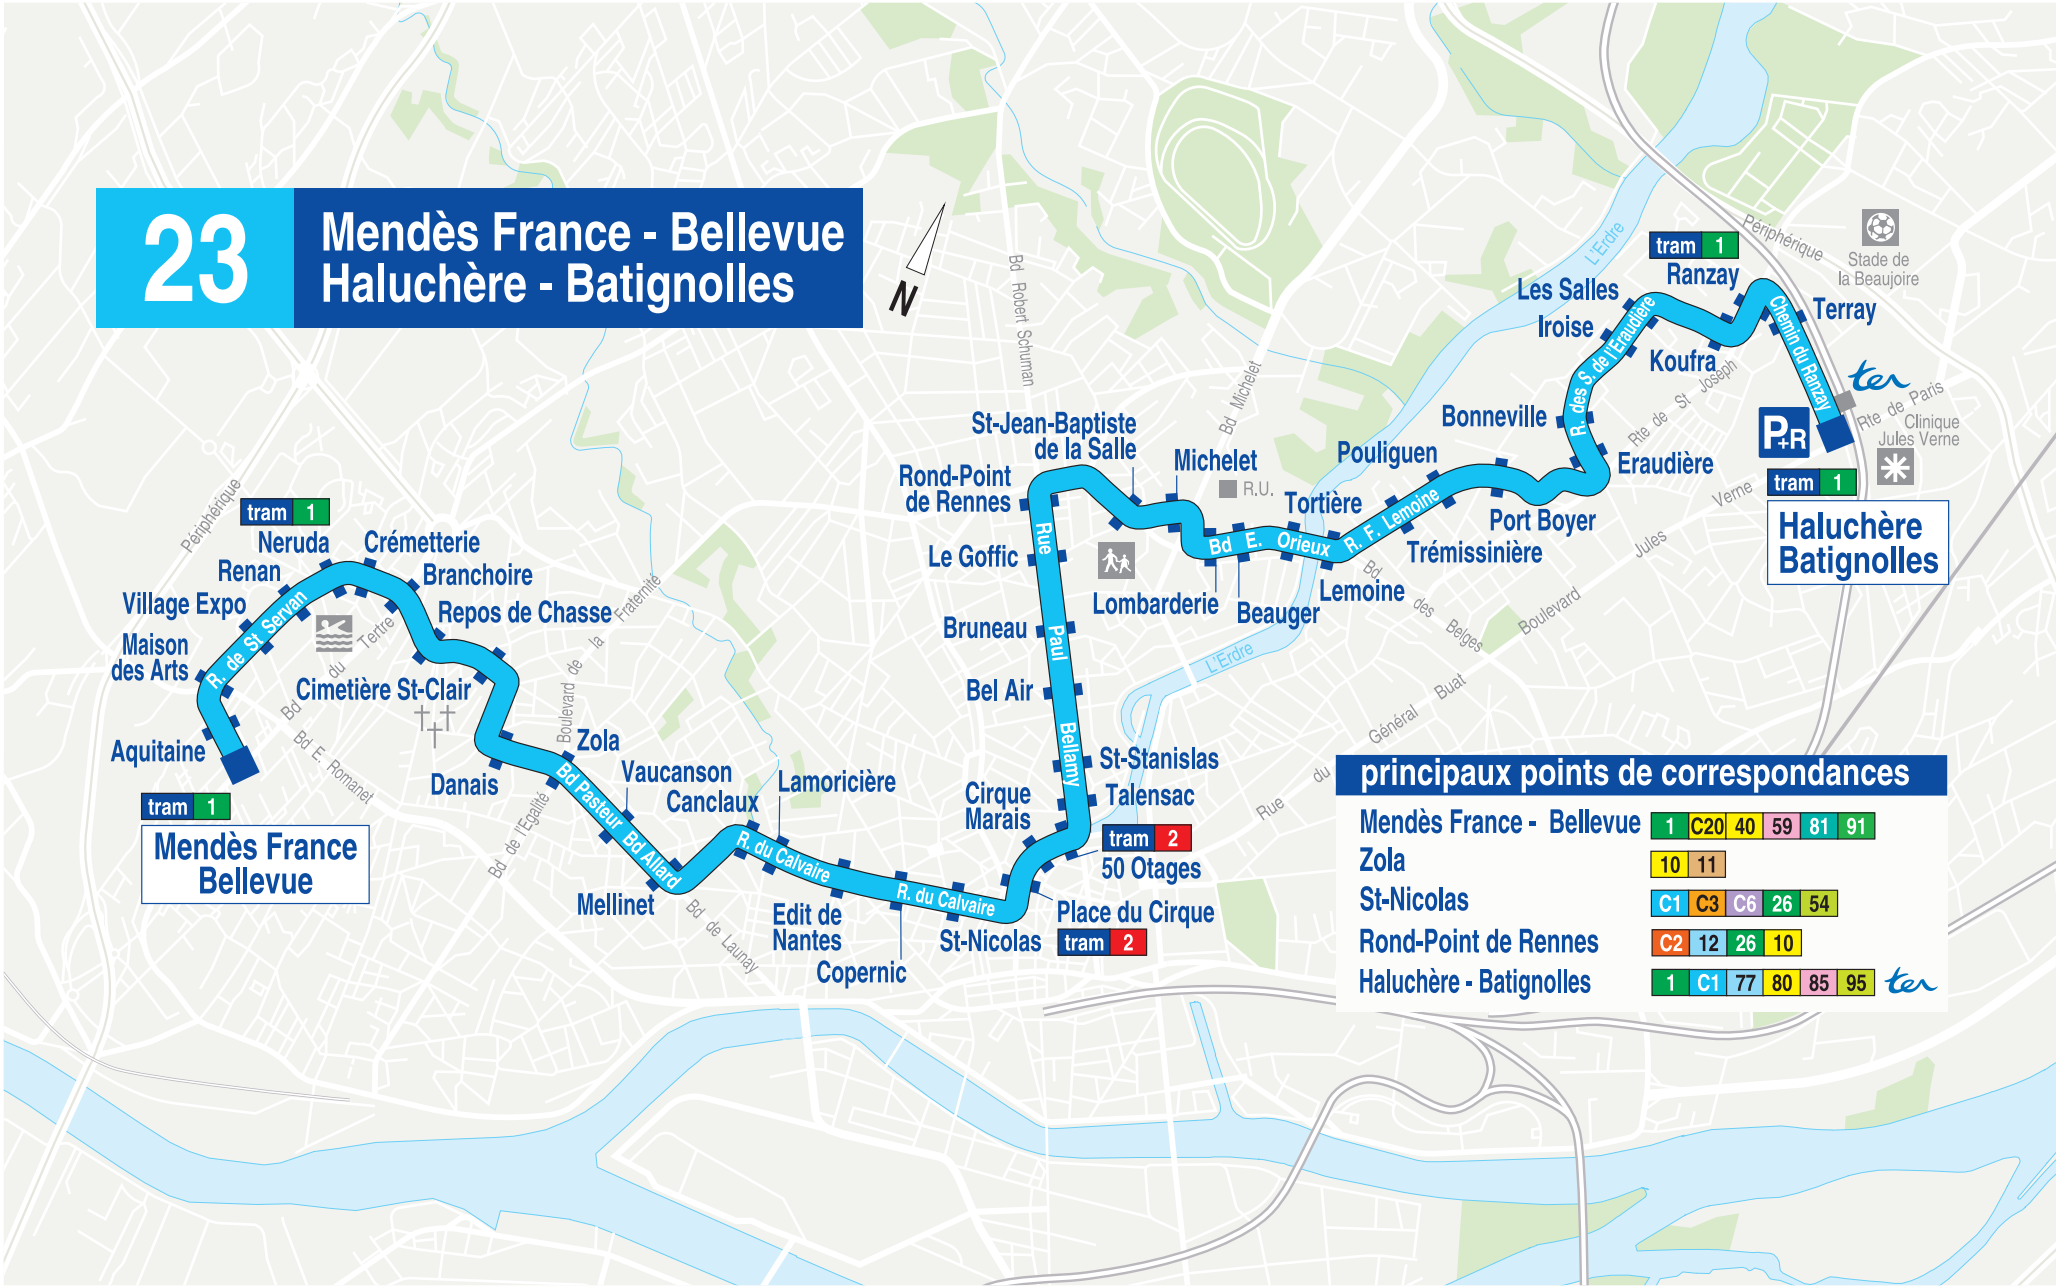 23
Mendès France - Bellevue
Haluchère - Batignolles
N
Périphérique
tram 1
Neruda
Crémetterie
Renan
Branchoire
Village Expo
Repos de Chasse
Maison
des Arts
R. de St Servan
Bd du Tertre
Cimetière St-Clair
Aquitaine
Bd E. Romanet
tram 1
Mendès France
Bellevue
Danais
Boulevard de la Fraternité
Zola
Bd de l'Egalité
Bd Pasteur
Bd Allard
Vaucanson
Canclaux
Lamoricière
Mellinet
Bd de Launay
R. du Calvaire
Edit de
Nantes
Copernic
R. du Calvaire
St-Nicolas
Place du Cirque
tram 2
tram 2
50 Otages
Cirque
Marais
Talensac
St-Stanislas
Bel Air
Bruneau
Le Goffic
Rue Paul Bellamy
Rond-Point
de Rennes
St-Jean-Baptiste
de la Salle
Bd Robert Schuman
Bd Michelet
Michelet
R.U.
Lombarderie
Beauger
Bd E. Orieux
Tortière
Lemoine
L'Erdre
L'Erdre
R. F. Lemoine
Pouliguen
Trémissinière
Port Boyer
Bd des Belges
Eraudière
Bonneville
R. des S. de l'Eraudière
Iroise
Les Salles
Koufra
tram 1
Ranzay
Terray
Chemin du Ranzay
Périphérique
Stade de
la Beaujoire
Rte de St Joseph
ter
Rte de Paris
Clinique
Jules Verne
P+R
tram 1
Haluchère
Batignolles
Boulevard Jules Verne
Rue du Général Buat
principaux points de correspondances
Mendès France - Bellevue 1 C20 40 59 81 91
Zola 10 11
St-Nicolas C1 C3 C6 26 54
Rond-Point de Rennes C2 12 26 10
Haluchère - Batignolles 1 C1 77 80 85 95 ter